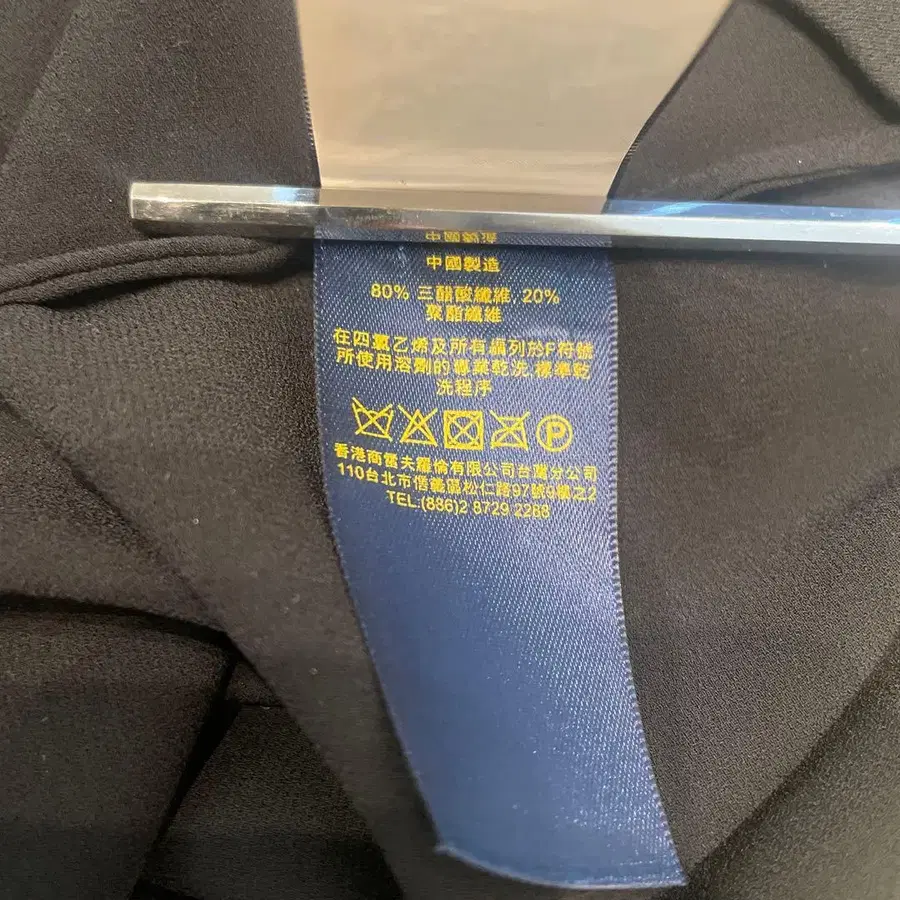 中國製造
中國製造
80% 三醋酸纖維, 20%
聚酯纖維
在四氯乙烯及所有編列於F符號
所使用溶劑的專業乾洗,標準乾
洗程序
P
香港商雷夫羅倫有限公司台灣分公司
110台北市信義區松仁路97號9樓之2
TEL.(886)2 8729 2288